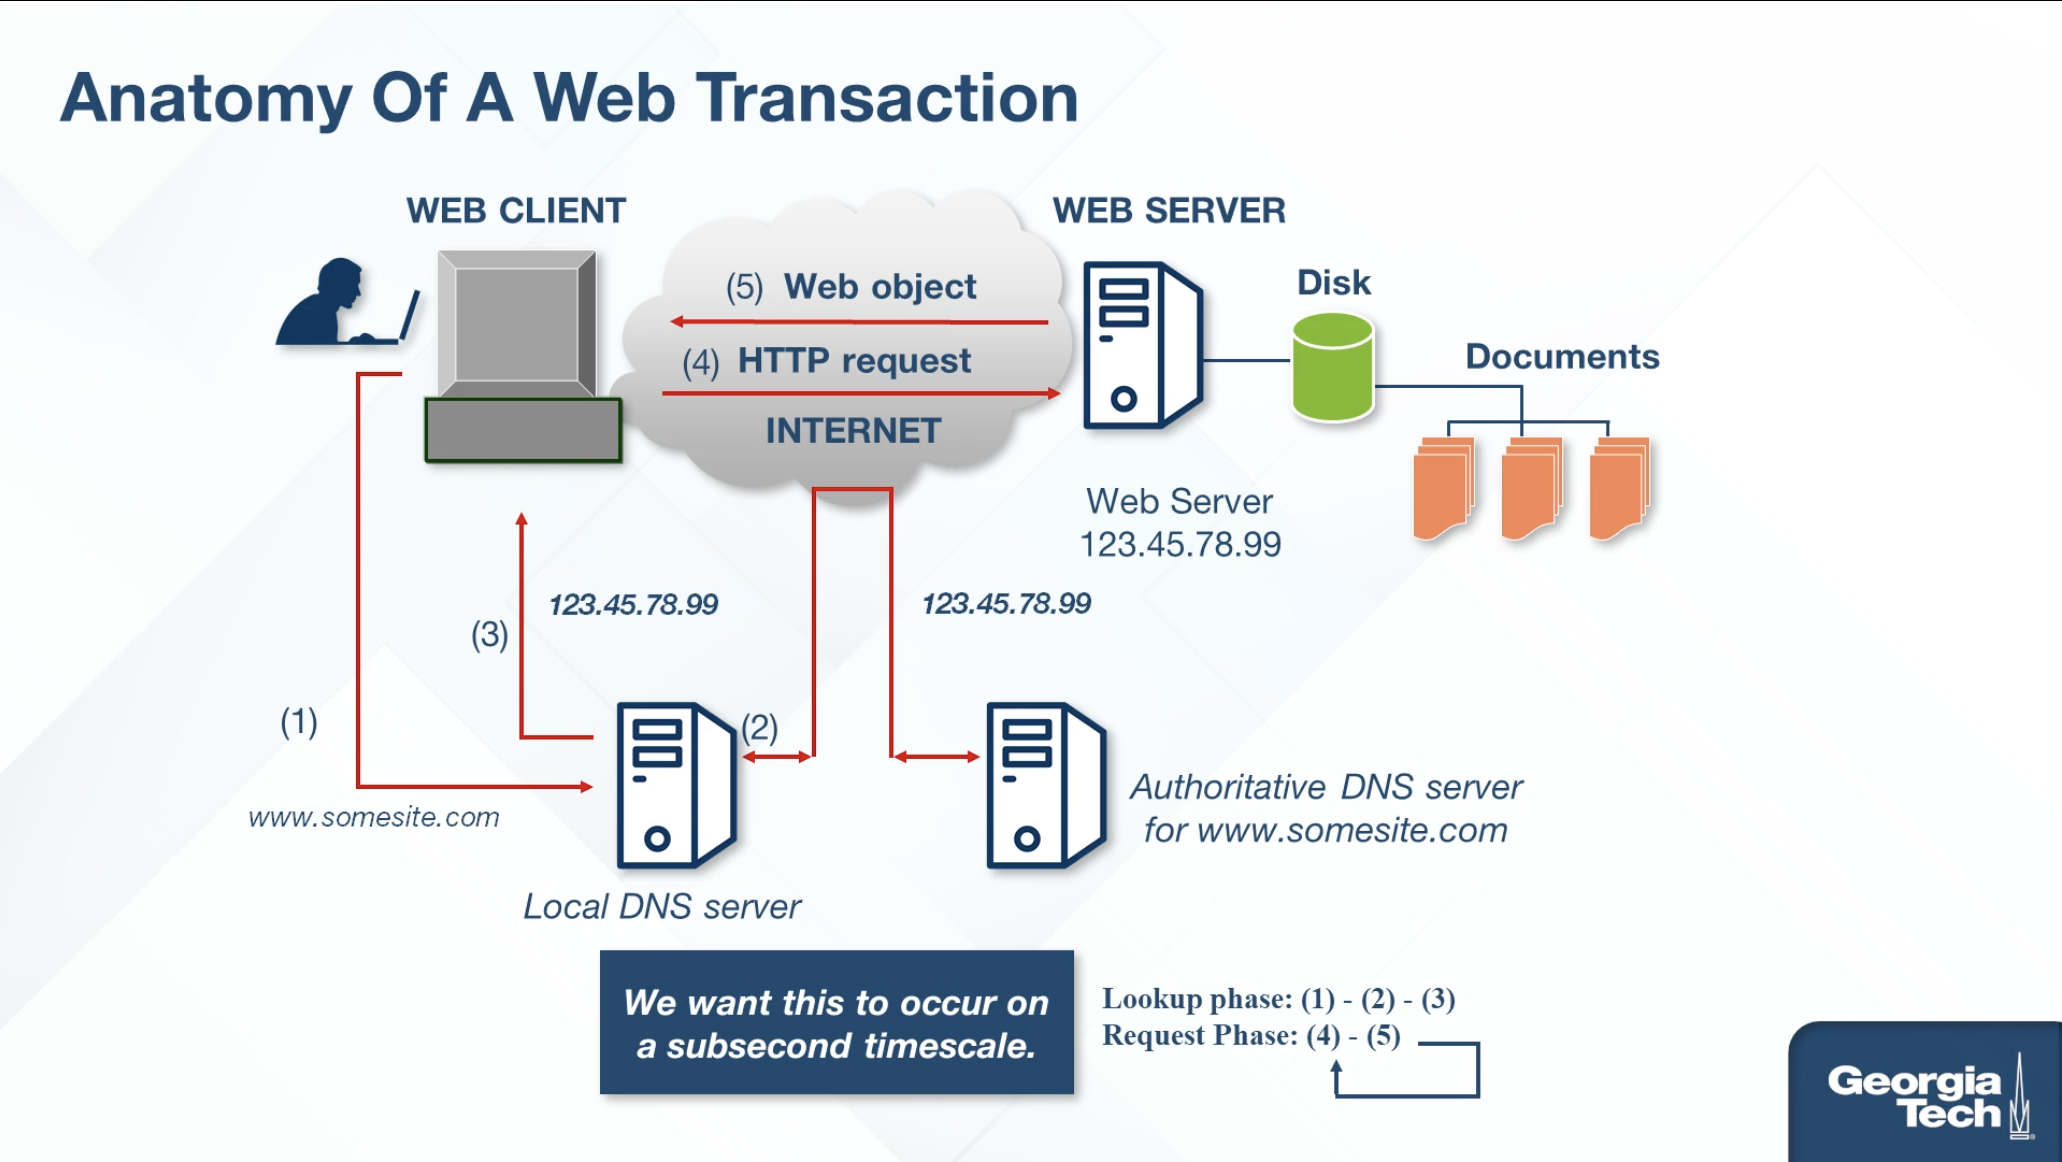 Anatomy Of A Web Transaction
WEB CLIENT
WEB SERVER
(5) Web object
(4) HTTP request
INTERNET
Disk
Documents
Web Server
123.45.78.99
123.45.78.99
123.45.78.99
(3)
(1)
(2)
www.somesite.com
Authoritative DNS server
for www.somesite.com
Local DNS server
We want this to occur on
a subsecond timescale.
Lookup phase: (1) - (2) - (3)
Request Phase: (4) - (5)
Georgia
Tech
®